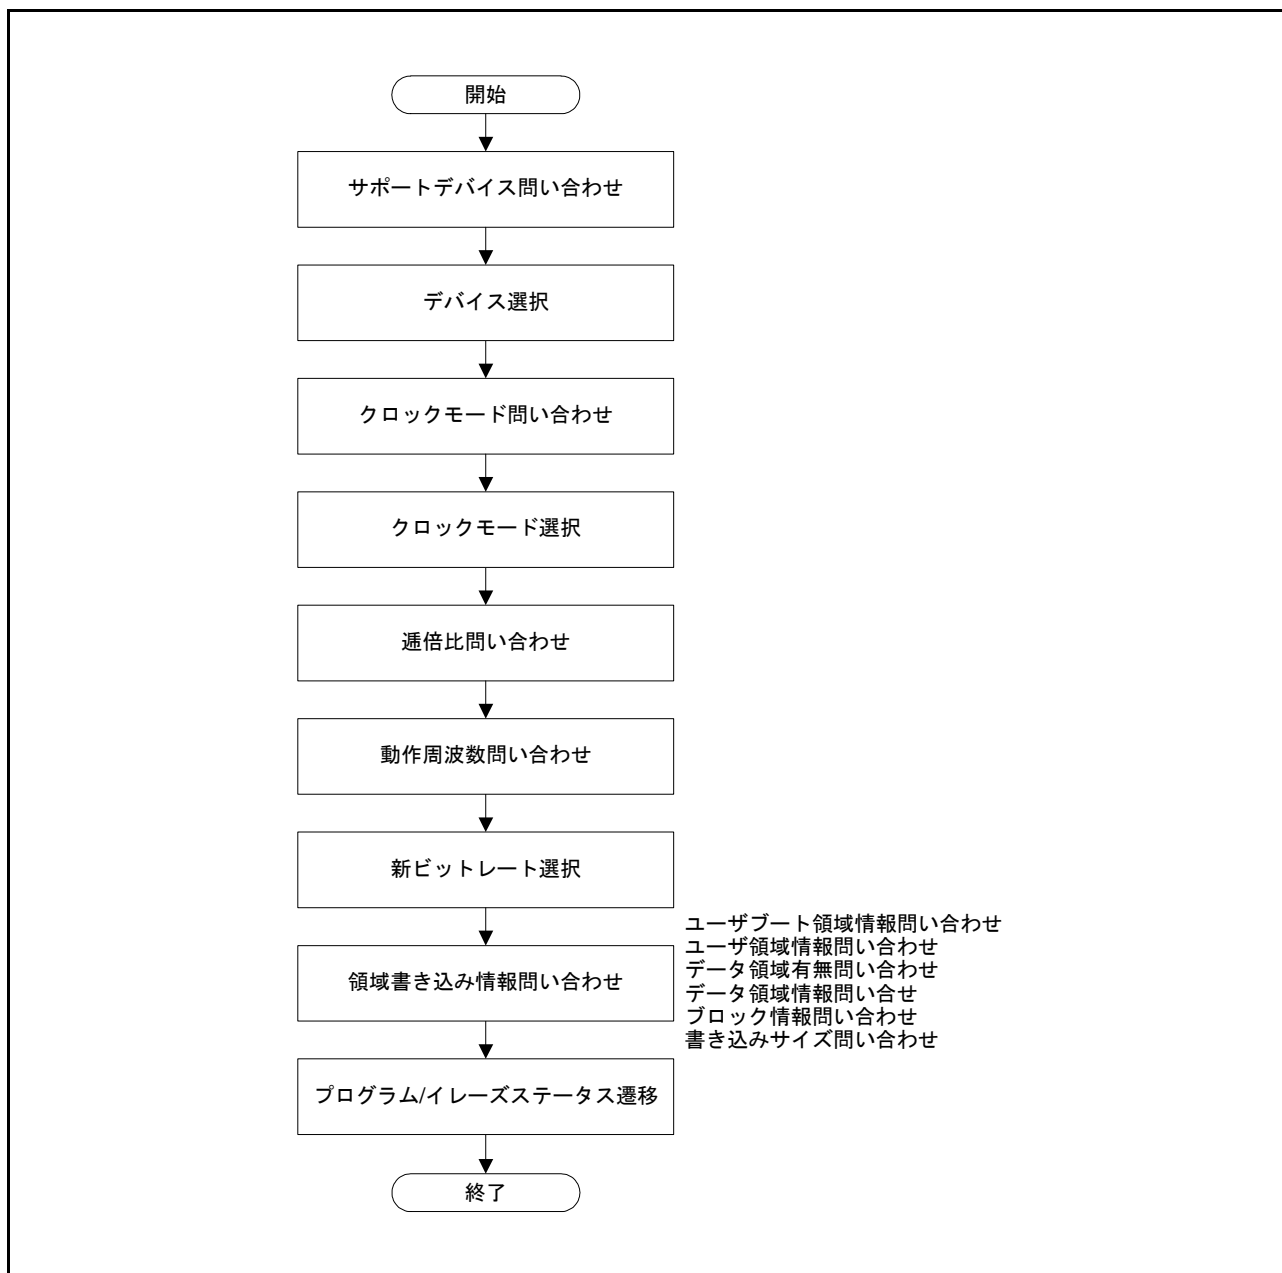 開始
サポートデバイス問い合わせ
デバイス選択
クロックモード問い合わせ
クロックモード選択
逓倍比問い合わせ
動作周波数問い合わせ
新ビットレート選択
領域書き込み情報問い合わせ
ユーザブート領域情報問い合わせ
ユーザ領域情報問い合わせ
データ領域有無問い合わせ
データ領域情報問い合せ
ブロック情報問い合わせ
書き込みサイズ問い合わせ
プログラム/イレーズステータス遷移
終了